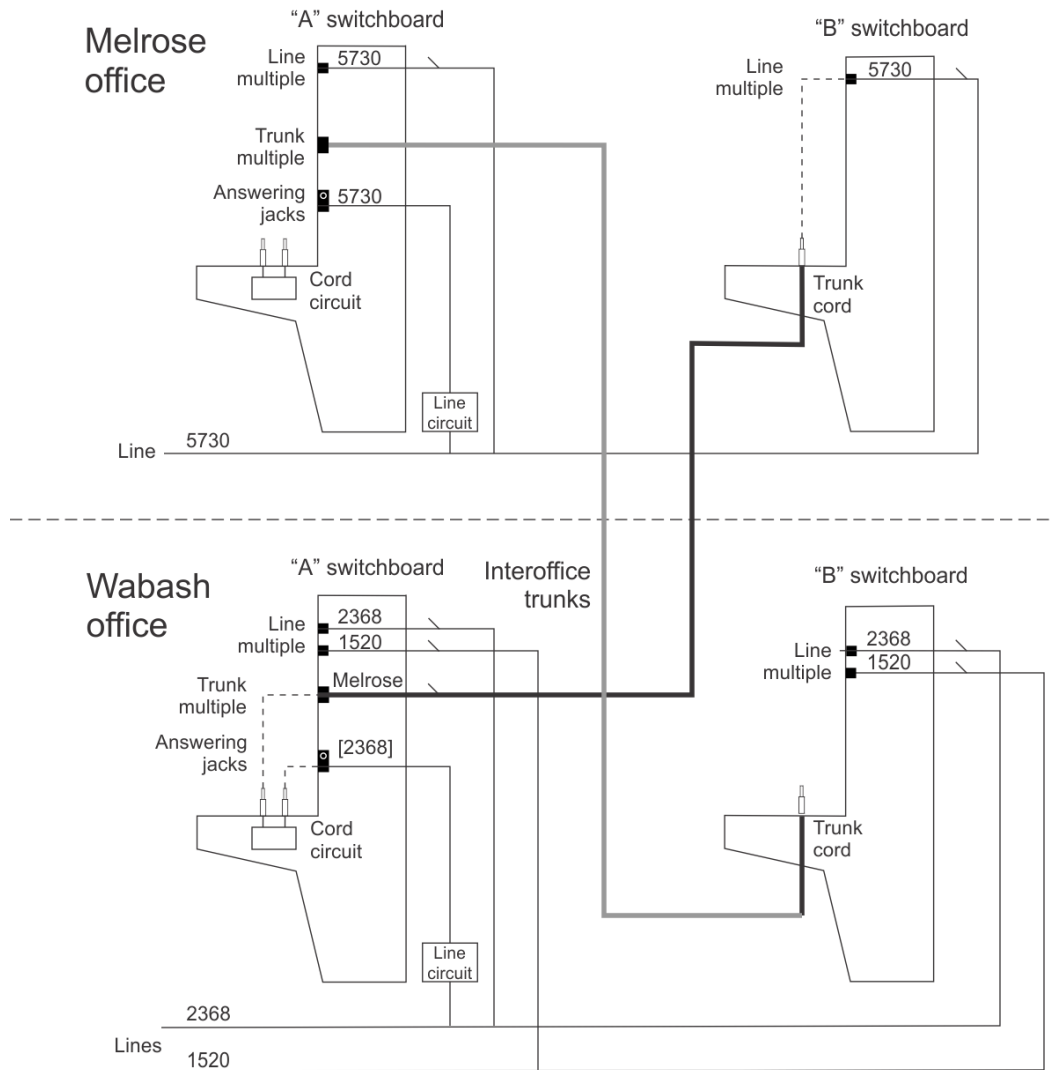 Melrose
office
“A” switchboard
Line
multiple
5730
Trunk
multiple
Answering
jacks
5730
Cord
circuit
Line
circuit
Line
5730
“B” switchboard
Line
multiple
5730
Trunk
cord
Wabash
office
“A” switchboard
Line
multiple
2368
1520
Trunk
multiple
Melrose
Answering
jacks
[2368]
Cord
circuit
Line
circuit
Interoffice
trunks
“B” switchboard
Line
multiple
2368
1520
Trunk
cord
Lines
2368
1520